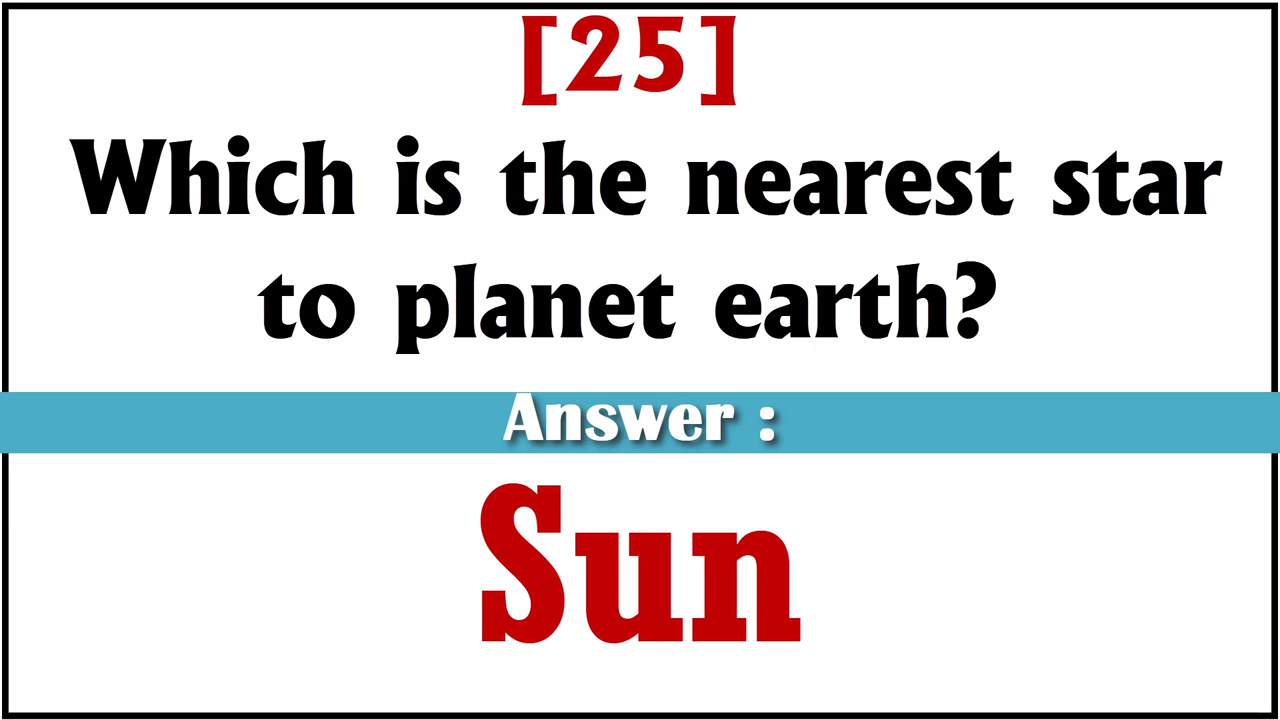 [25]
Which is the nearest star
to planet earth?
Answer :
Sun